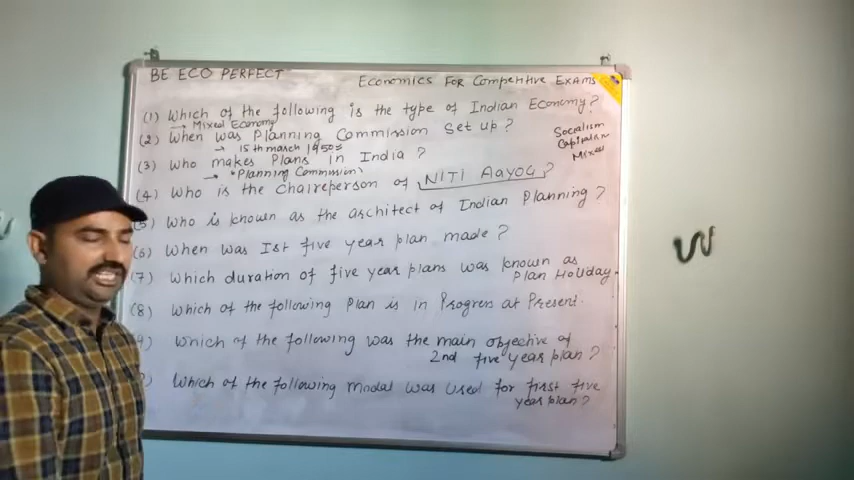 BE ECO PERFECT
Economics For Competitive Exams
(1) Which of the following is the type of Indian Economy?
→ Mixed Economy
(2) When was Planning Commission Set up?
→ 15th march 1950
Socialism
Capitalism
Mixed
(3) Who makes Plans in India?
→ "Planning Commission"
(4) Who is the chaireperson of NITI AAYOG?
(5) Who is known as the architect of Indian Planning?
(6) When was Ist five year plan made?
(7) Which duration of five year plans was known as
Plan Holiday.
(8) Which of the following Plan is in Progress at Present.
9) Which of the following was the main objective of
2nd five year plan?
) Which of the following modal was used for first five
year plan?